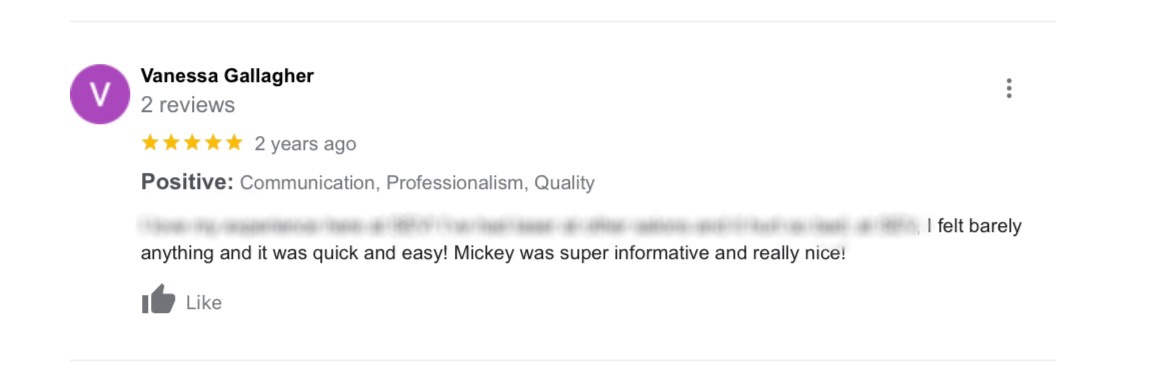 V
Vanessa Gallagher
2 reviews
2 years ago
Positive: Communication, Professionalism, Quality
I felt barely
anything and it was quick and easy! Mickey was super informative and really nice!
Like